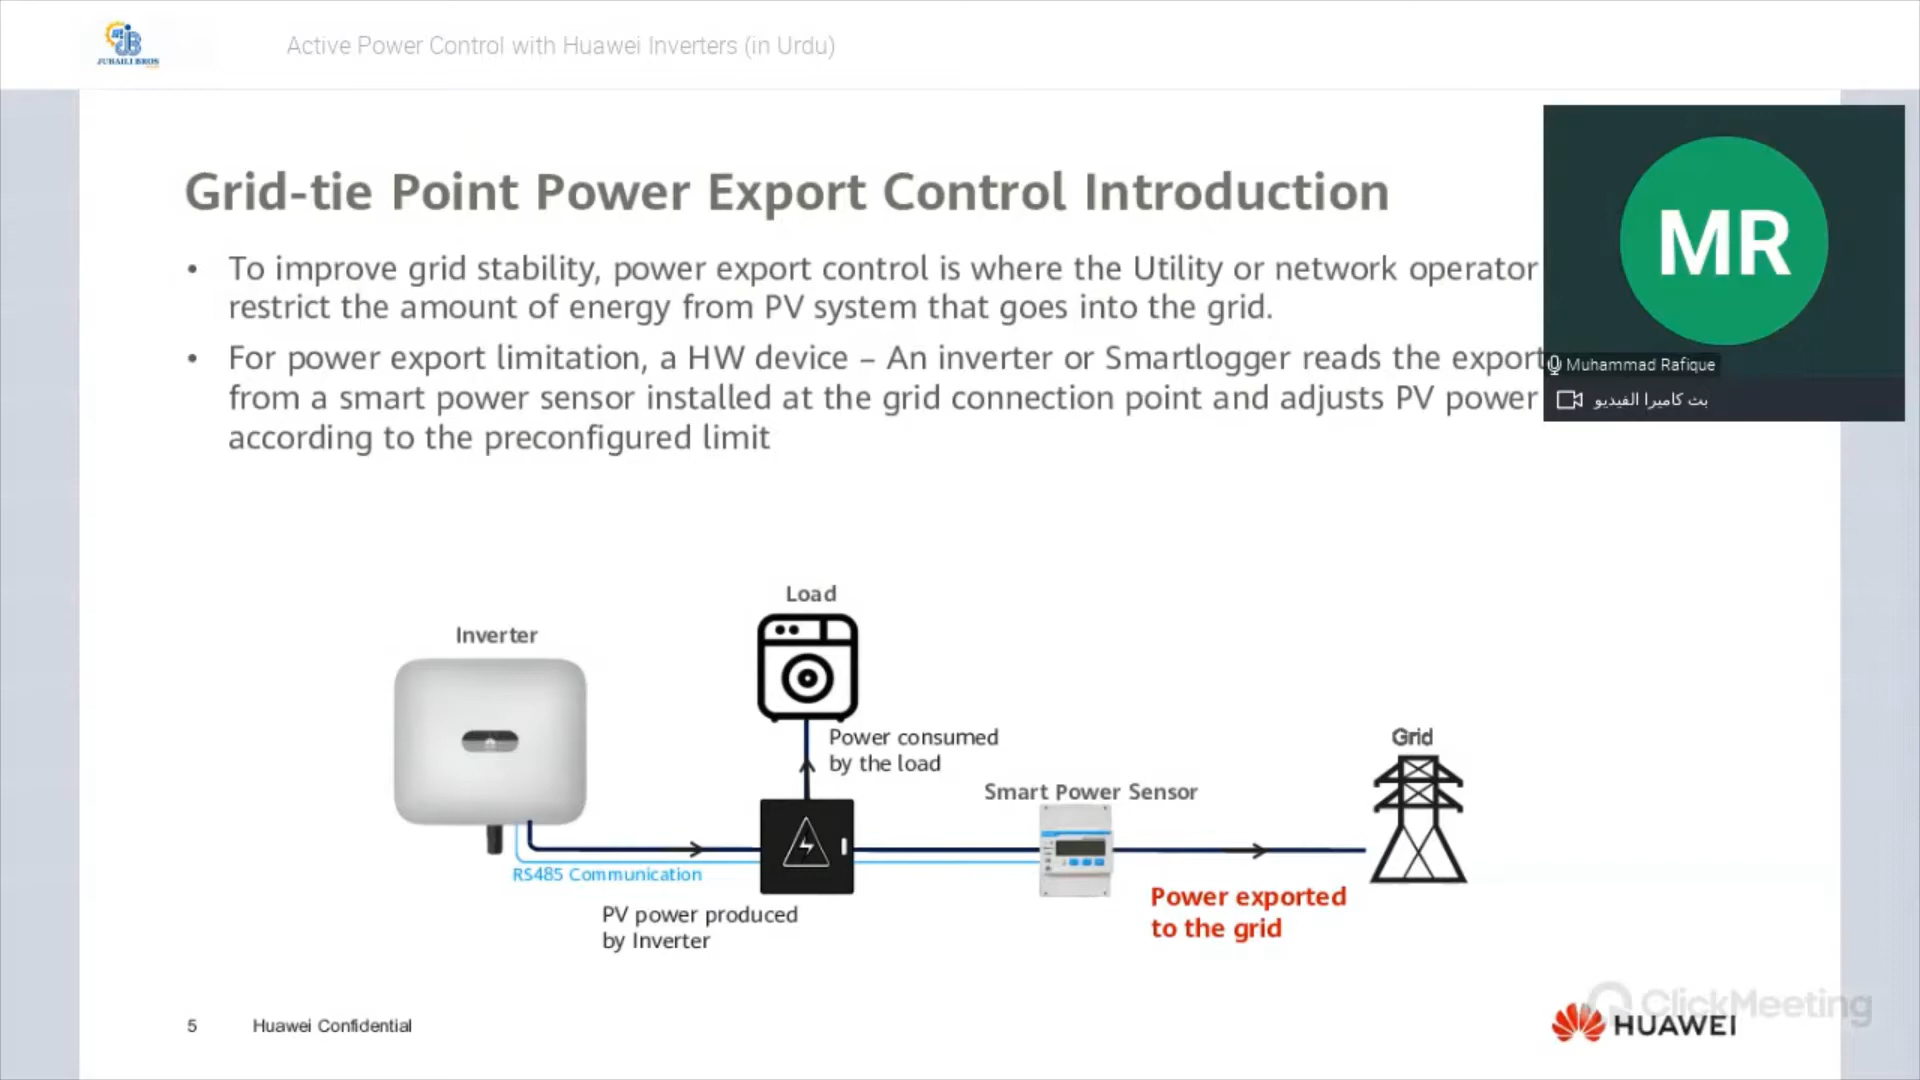 JUBAILI BROS
Active Power Control with Huawei Inverters (in Urdu)
Grid-tie Point Power Export Control Introduction
• To improve grid stability, power export control is where the Utility or network operator
restrict the amount of energy from PV system that goes into the grid.
• For power export limitation, a HW device – An inverter or Smartlogger reads the export
from a smart power sensor installed at the grid connection point and adjusts PV power
according to the preconfigured limit
MR
Muhammad Rafique
بث كاميرا الفيديو
Load
Inverter
Power consumed
by the load
Grid
Smart Power Sensor
RS485 Communication
PV power produced
by Inverter
Power exported
to the grid
5
Huawei Confidential
ClickMeeting
HUAWEI